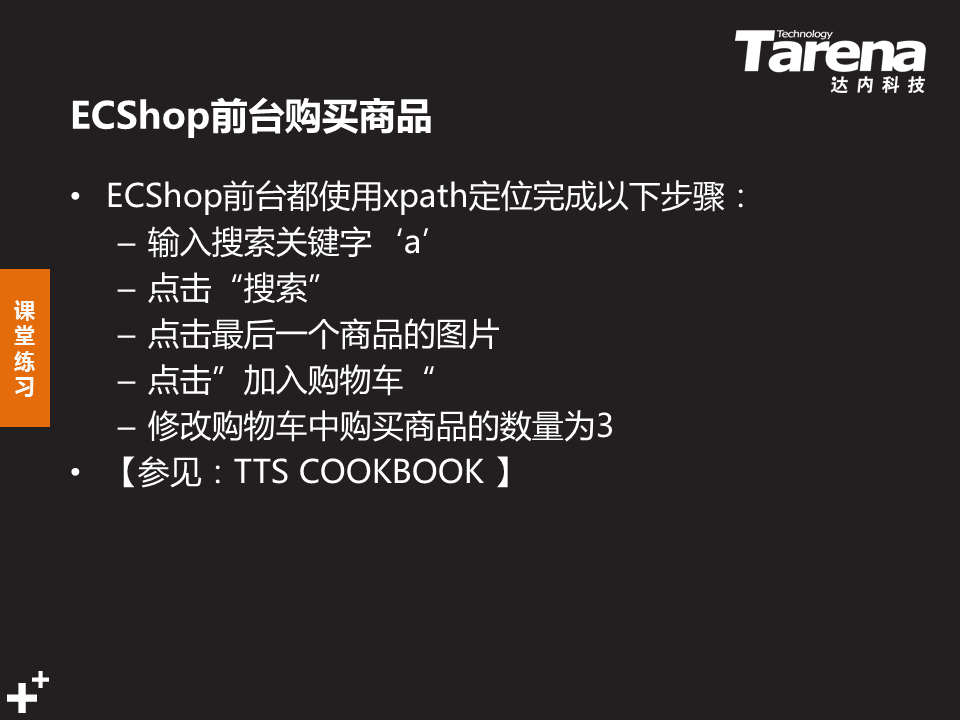 Technology
Tarena
达内科技
ECShop前台购买商品
• ECShop前台都使用xpath定位完成以下步骤：
– 输入搜索关键字‘a’
– 点击“搜索”
– 点击最后一个商品的图片
– 点击”加入购物车“
– 修改购物车中购买商品的数量为3
• 【参见：TTS COOKBOOK 】
课堂练习